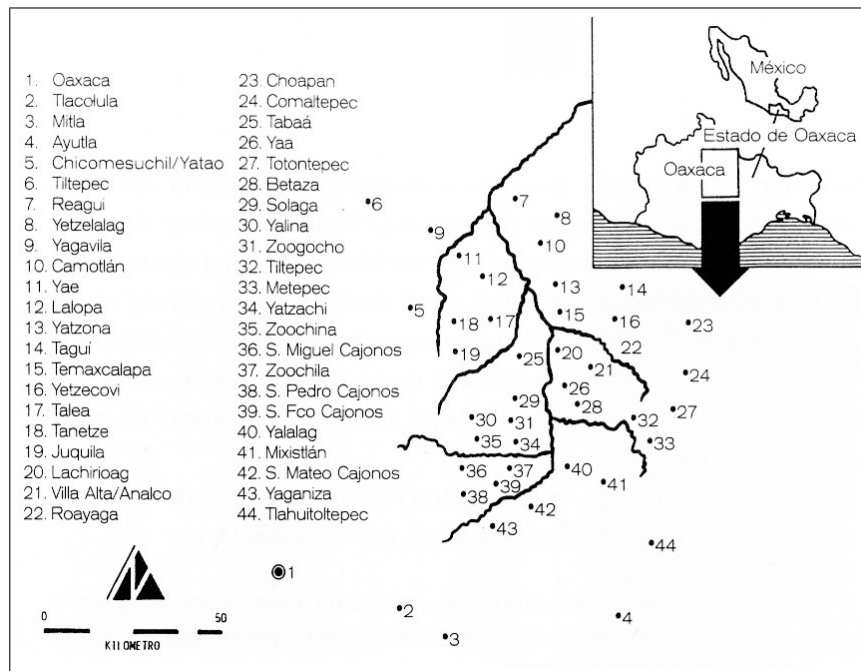 1. Oaxaca
2. Tlacolula
3. Mitla
4. Ayutla
5. Chicomesuchil/Yatao
6. Tiltepec
7. Reagui
8. Yetzelalag
9. Yagavila
10. Camotlán
11. Yae
12. Lalopa
13. Yatzona
14. Taguí
15. Temaxcalapa
16. Yetzecovi
17. Talea
18. Tanetze
19. Juquila
20. Lachirioag
21. Villa Alta/Analco
22. Roayaga
23. Choapan
24. Comaltepec
25. Tabaá
26. Yaa
27. Totontepec
28. Betaza
29. Solaga
30. Yalina
31. Zoogocho
32. Tiltepec
33. Metepec
34. Yatzachi
35. Zoochina
36. S. Miguel Cajonos
37. Zoochila
38. S. Pedro Cajonos
39. S. Fco Cajonos
40. Yalalag
41. Mixistlán
42. S. Mateo Cajonos
43. Yaganiza
44. Tlahuitoltepec
México
Estado de Oaxaca
Oaxaca
6
7
8
9
10
11
12
13
14
5
18
17
15
16
23
19
25
20
22
21
24
26
29
28
27
30
31
32
35
34
33
36
37
40
39
41
38
42
43
44
1
2
4
3
0 50
KILOMETRO